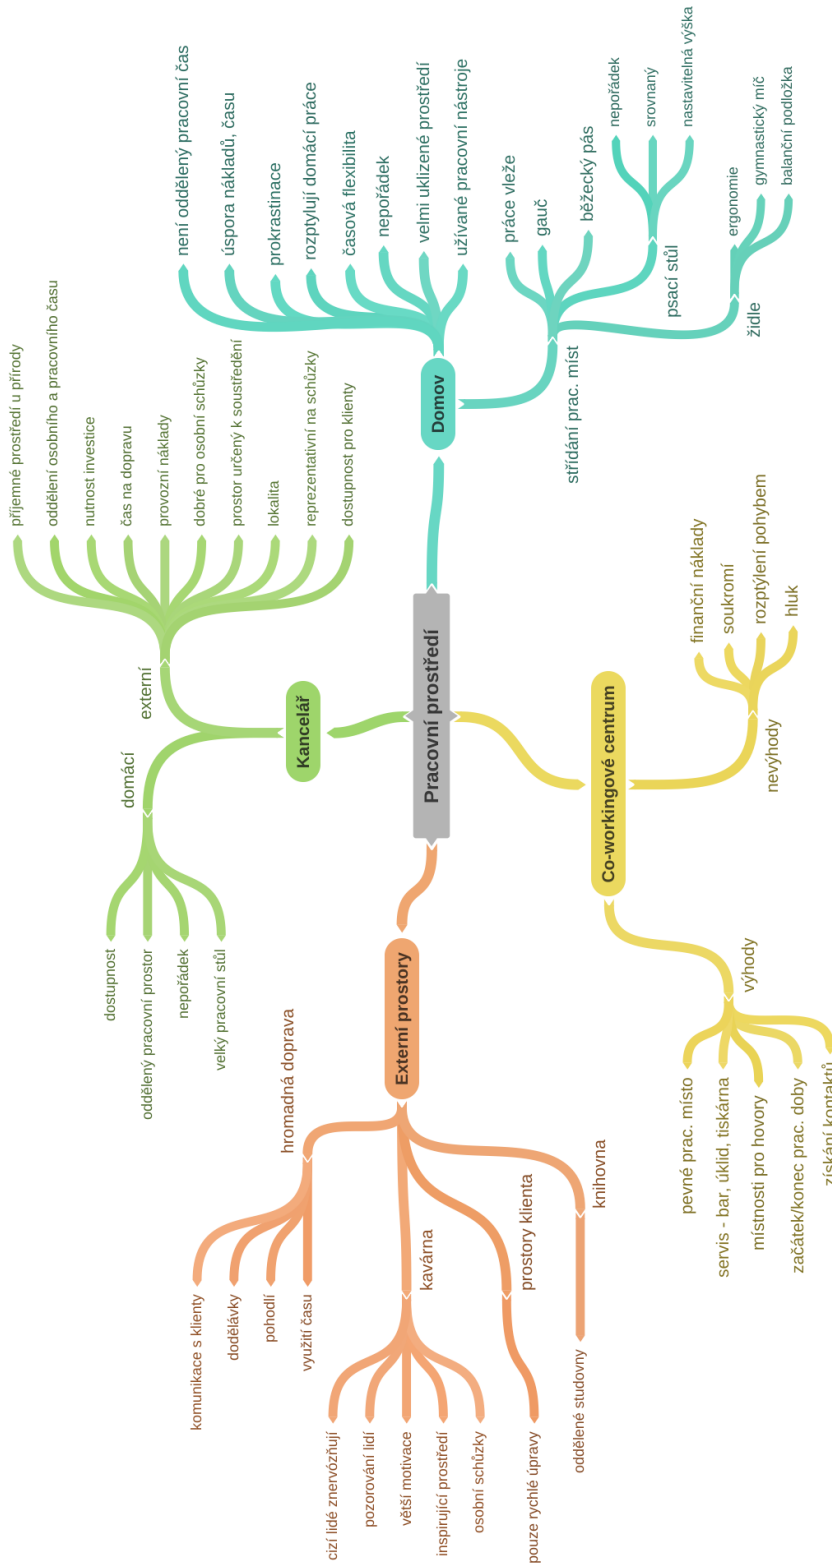 Pracovní prostředí
Domov
není oddělený pracovní čas
úspora nákladů, času
prokrastinace
rozptylují domácí práce
časová flexibilita
nepořádek
velmi uklizené prostředí
užívané pracovní nástroje
střídání prac. míst
práce vleže
gauč
běžecký pás
psací stůl
nepořádek
srovnaný
nastavitelná výška
židle
ergonomie
gymnastický míč
balanční podložka
Kancelář
externí
příjemné prostředí u přírody
oddělení osobního a pracovního času
nutnost investice
čas na dopravu
provozní náklady
dobré pro osobní schůzky
prostor určený k soustředění
lokalita
reprezentativní na schůzky
dostupnost pro klienty
domácí
dostupnost
oddělený pracovní prostor
nepořádek
velký pracovní stůl
Co-workingové centrum
nevýhody
finanční náklady
soukromí
rozptýlení pohybem
hluk
výhody
pevné prac. místo
servis - bar, úklid, tiskárna
místnosti pro hovory
začátek/konec prac. doby
získání kontaktů
Externí prostory
hromadná doprava
komunikace s klienty
dodělávky
pohodlí
využití času
kavárna
cizí lidé znervózňují
pozorování lidí
větší motivace
inspirující prostředí
osobní schůzky
prostory klienta
pouze rychlé úpravy
knihovna
oddělené studovny